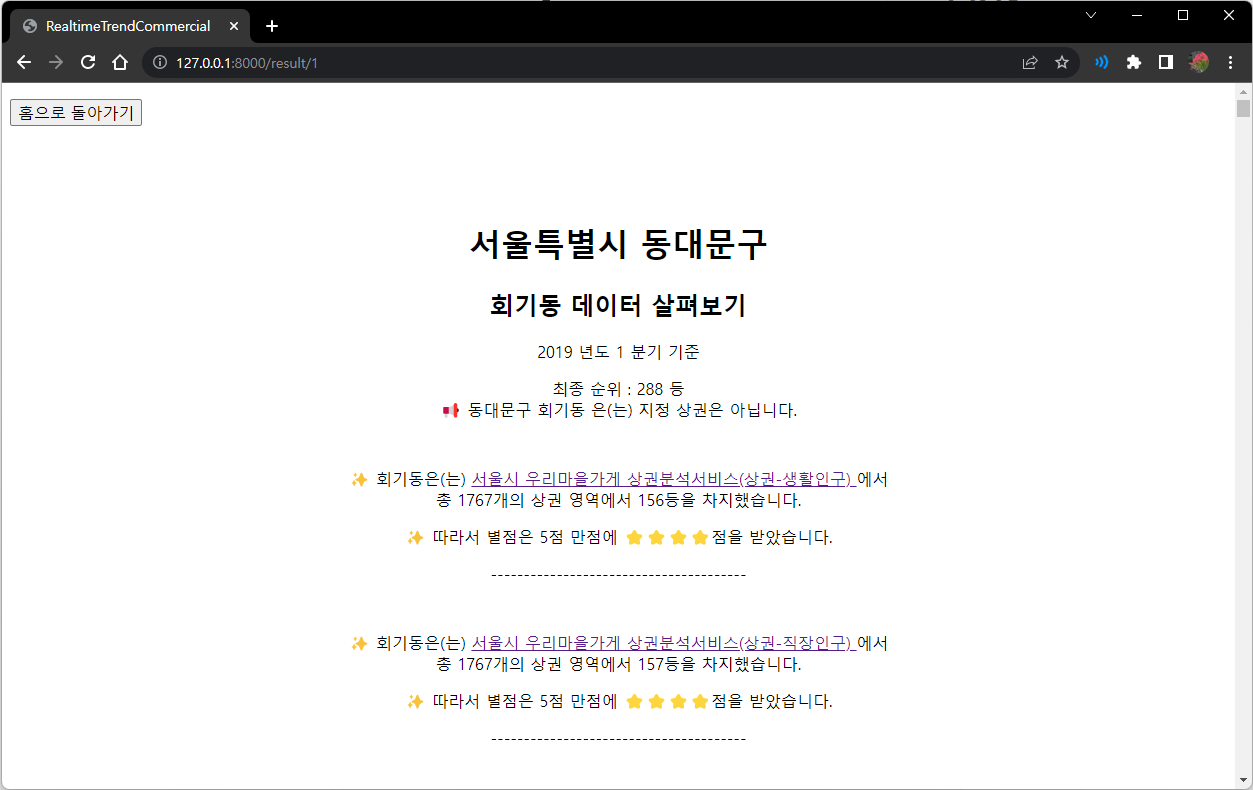 RealtimeTrendCommercial
127.0.0.1:8000/result/1
홈으로 돌아가기
서울특별시 동대문구
회기동 데이터 살펴보기
2019 년도 1 분기 기준
최종 순위 : 288 등
📢 동대문구 회기동 은(는) 지정 상권은 아닙니다.
✨ 회기동은(는) 서울시 우리마을가게 상권분석서비스(상권-생활인구) 에서
총 1767개의 상권 영역에서 156등을 차지했습니다.
✨ 따라서 별점은 5점 만점에 ⭐⭐⭐⭐점을 받았습니다.
---------------------------------------
✨ 회기동은(는) 서울시 우리마을가게 상권분석서비스(상권-직장인구) 에서
총 1767개의 상권 영역에서 157등을 차지했습니다.
✨ 따라서 별점은 5점 만점에 ⭐⭐⭐⭐점을 받았습니다.
---------------------------------------